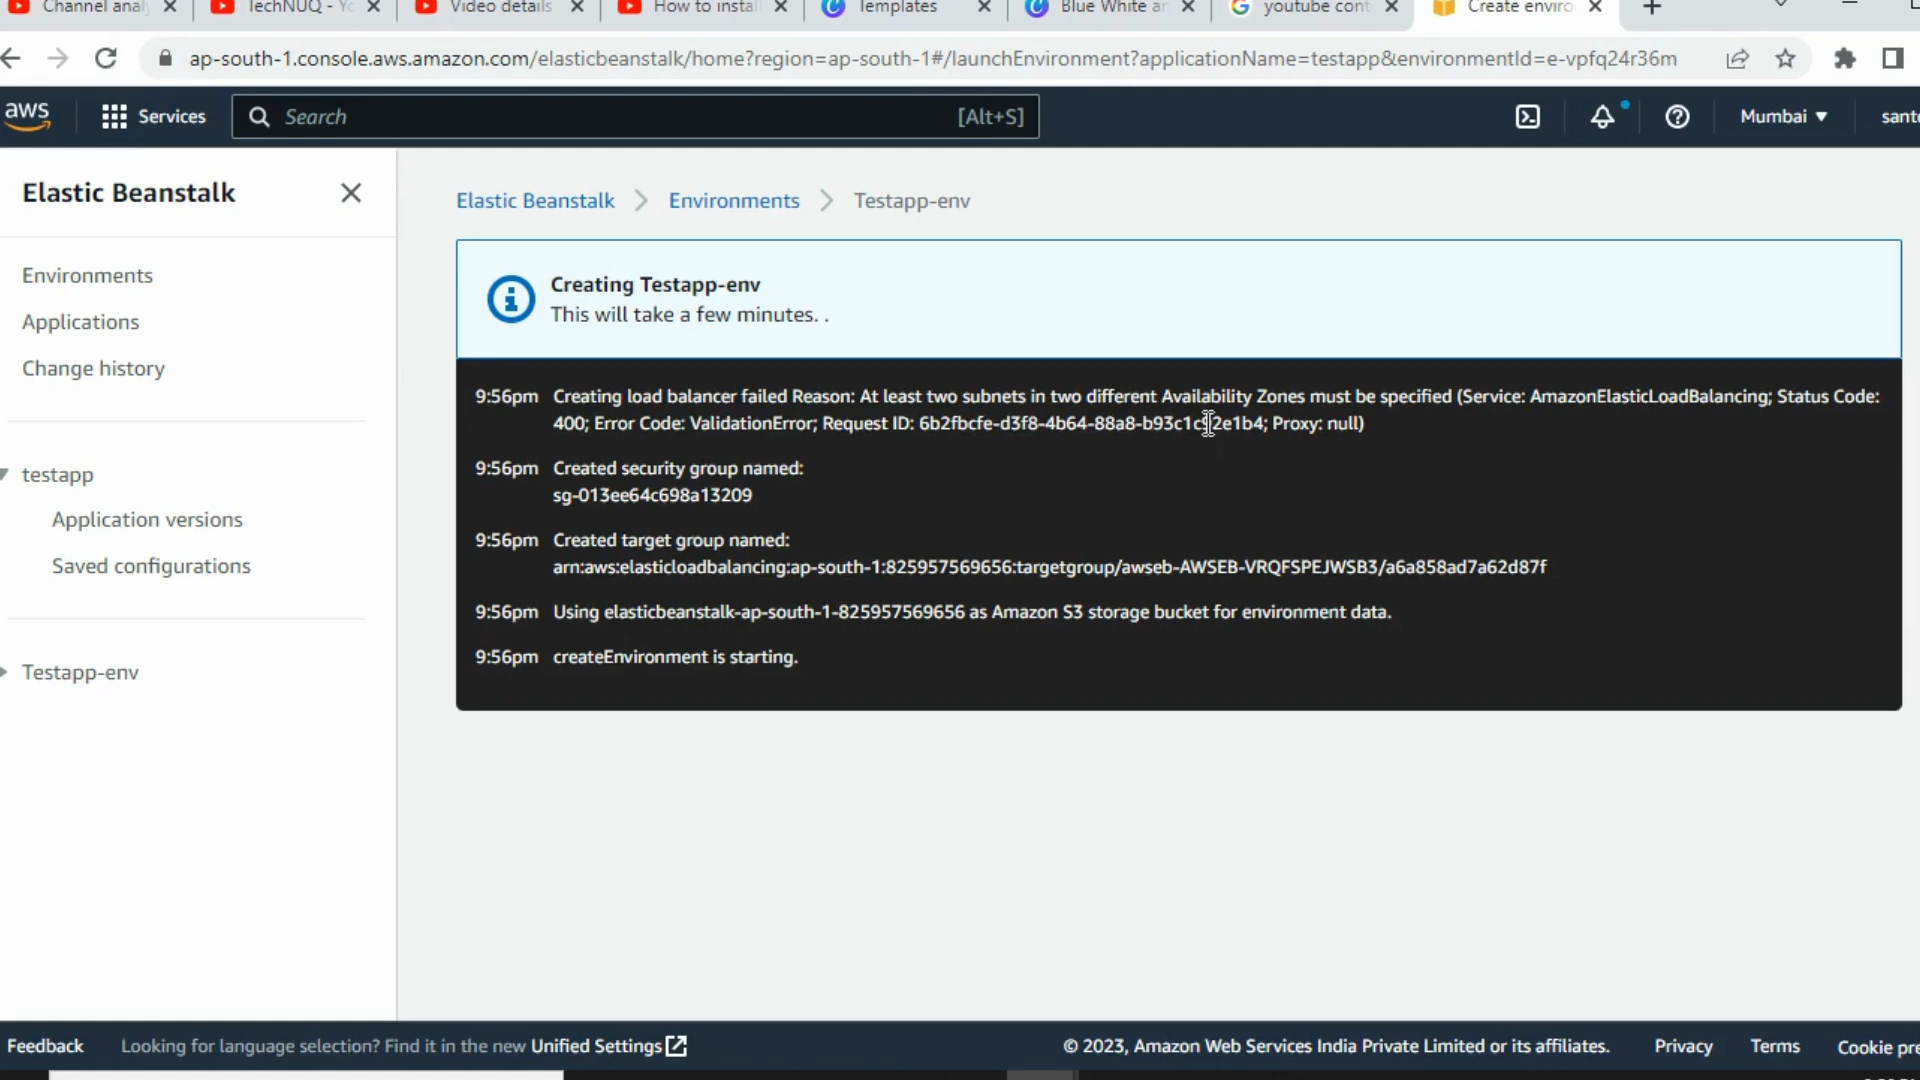 Channel anal
TechNUQ - Yo
Video details
How to instal
Templates
Blue White a
youtube cont
Create enviro
ap-south-1.console.aws.amazon.com/elasticbeanstalk/home?region=ap-south-1#/launchEnvironment?applicationName=testapp&environmentId=e-vpfq24r36m
aws
Services
Search
[Alt+S]
Mumbai ▼
sant
Elastic Beanstalk
Environments
Applications
Change history
testapp
Application versions
Saved configurations
Testapp-env
Elastic Beanstalk > Environments > Testapp-env
Creating Testapp-env
This will take a few minutes. .
9:56pm Creating load balancer failed Reason: At least two subnets in two different Availability Zones must be specified (Service: AmazonElasticLoadBalancing; Status Code:
400; Error Code: ValidationError; Request ID: 6b2fbcfe-d3f8-4b64-88a8-b93c1c92e1b4; Proxy: null)
9:56pm Created security group named:
sg-013ee64c698a13209
9:56pm Created target group named:
arn:aws:elasticloadbalancing:ap-south-1:825957569656:targetgroup/awseb-AWSEB-VRQFSPEJWSB3/a6a858ad7a62d87f
9:56pm Using elasticbeanstalk-ap-south-1-825957569656 as Amazon S3 storage bucket for environment data.
9:56pm createEnvironment is starting.
Feedback
Looking for language selection? Find it in the new Unified Settings
© 2023, Amazon Web Services India Private Limited or its affiliates.
Privacy
Terms
Cookie pre